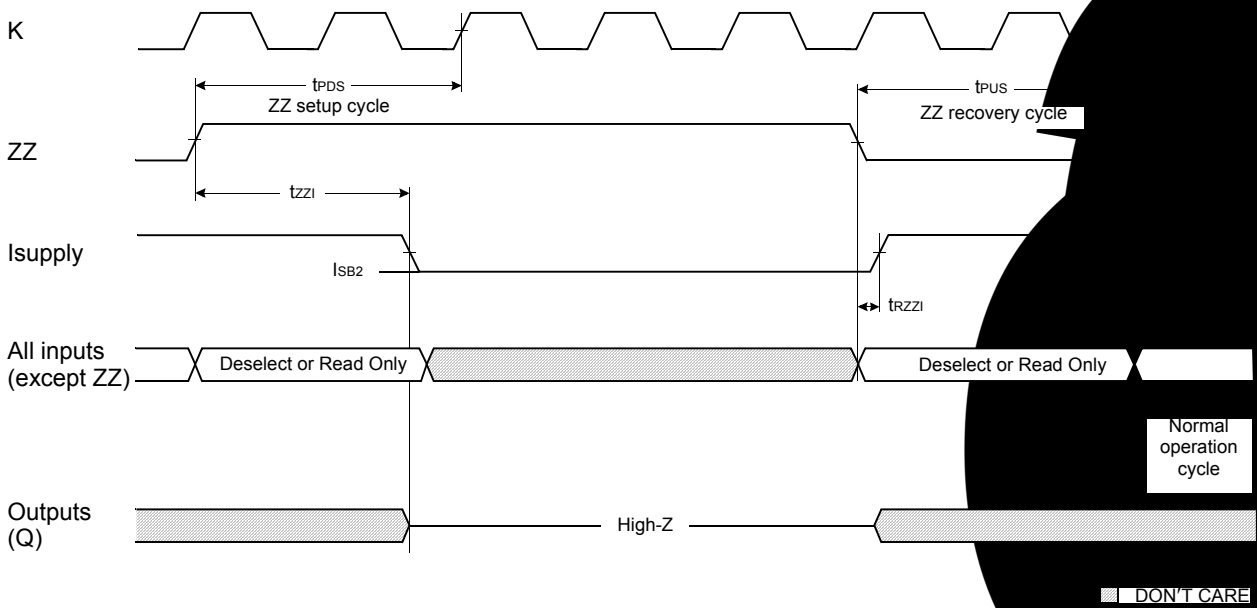 K
tPDS
ZZ setup cycle
tPUS
ZZ recovery cycle
ZZ
tZZI
Isupply
ISB2
tRZZI
All inputs
(except ZZ)
Deselect or Read Only
Deselect or Read Only
Normal
operation
cycle
Outputs
(Q)
High-Z
DON'T CARE